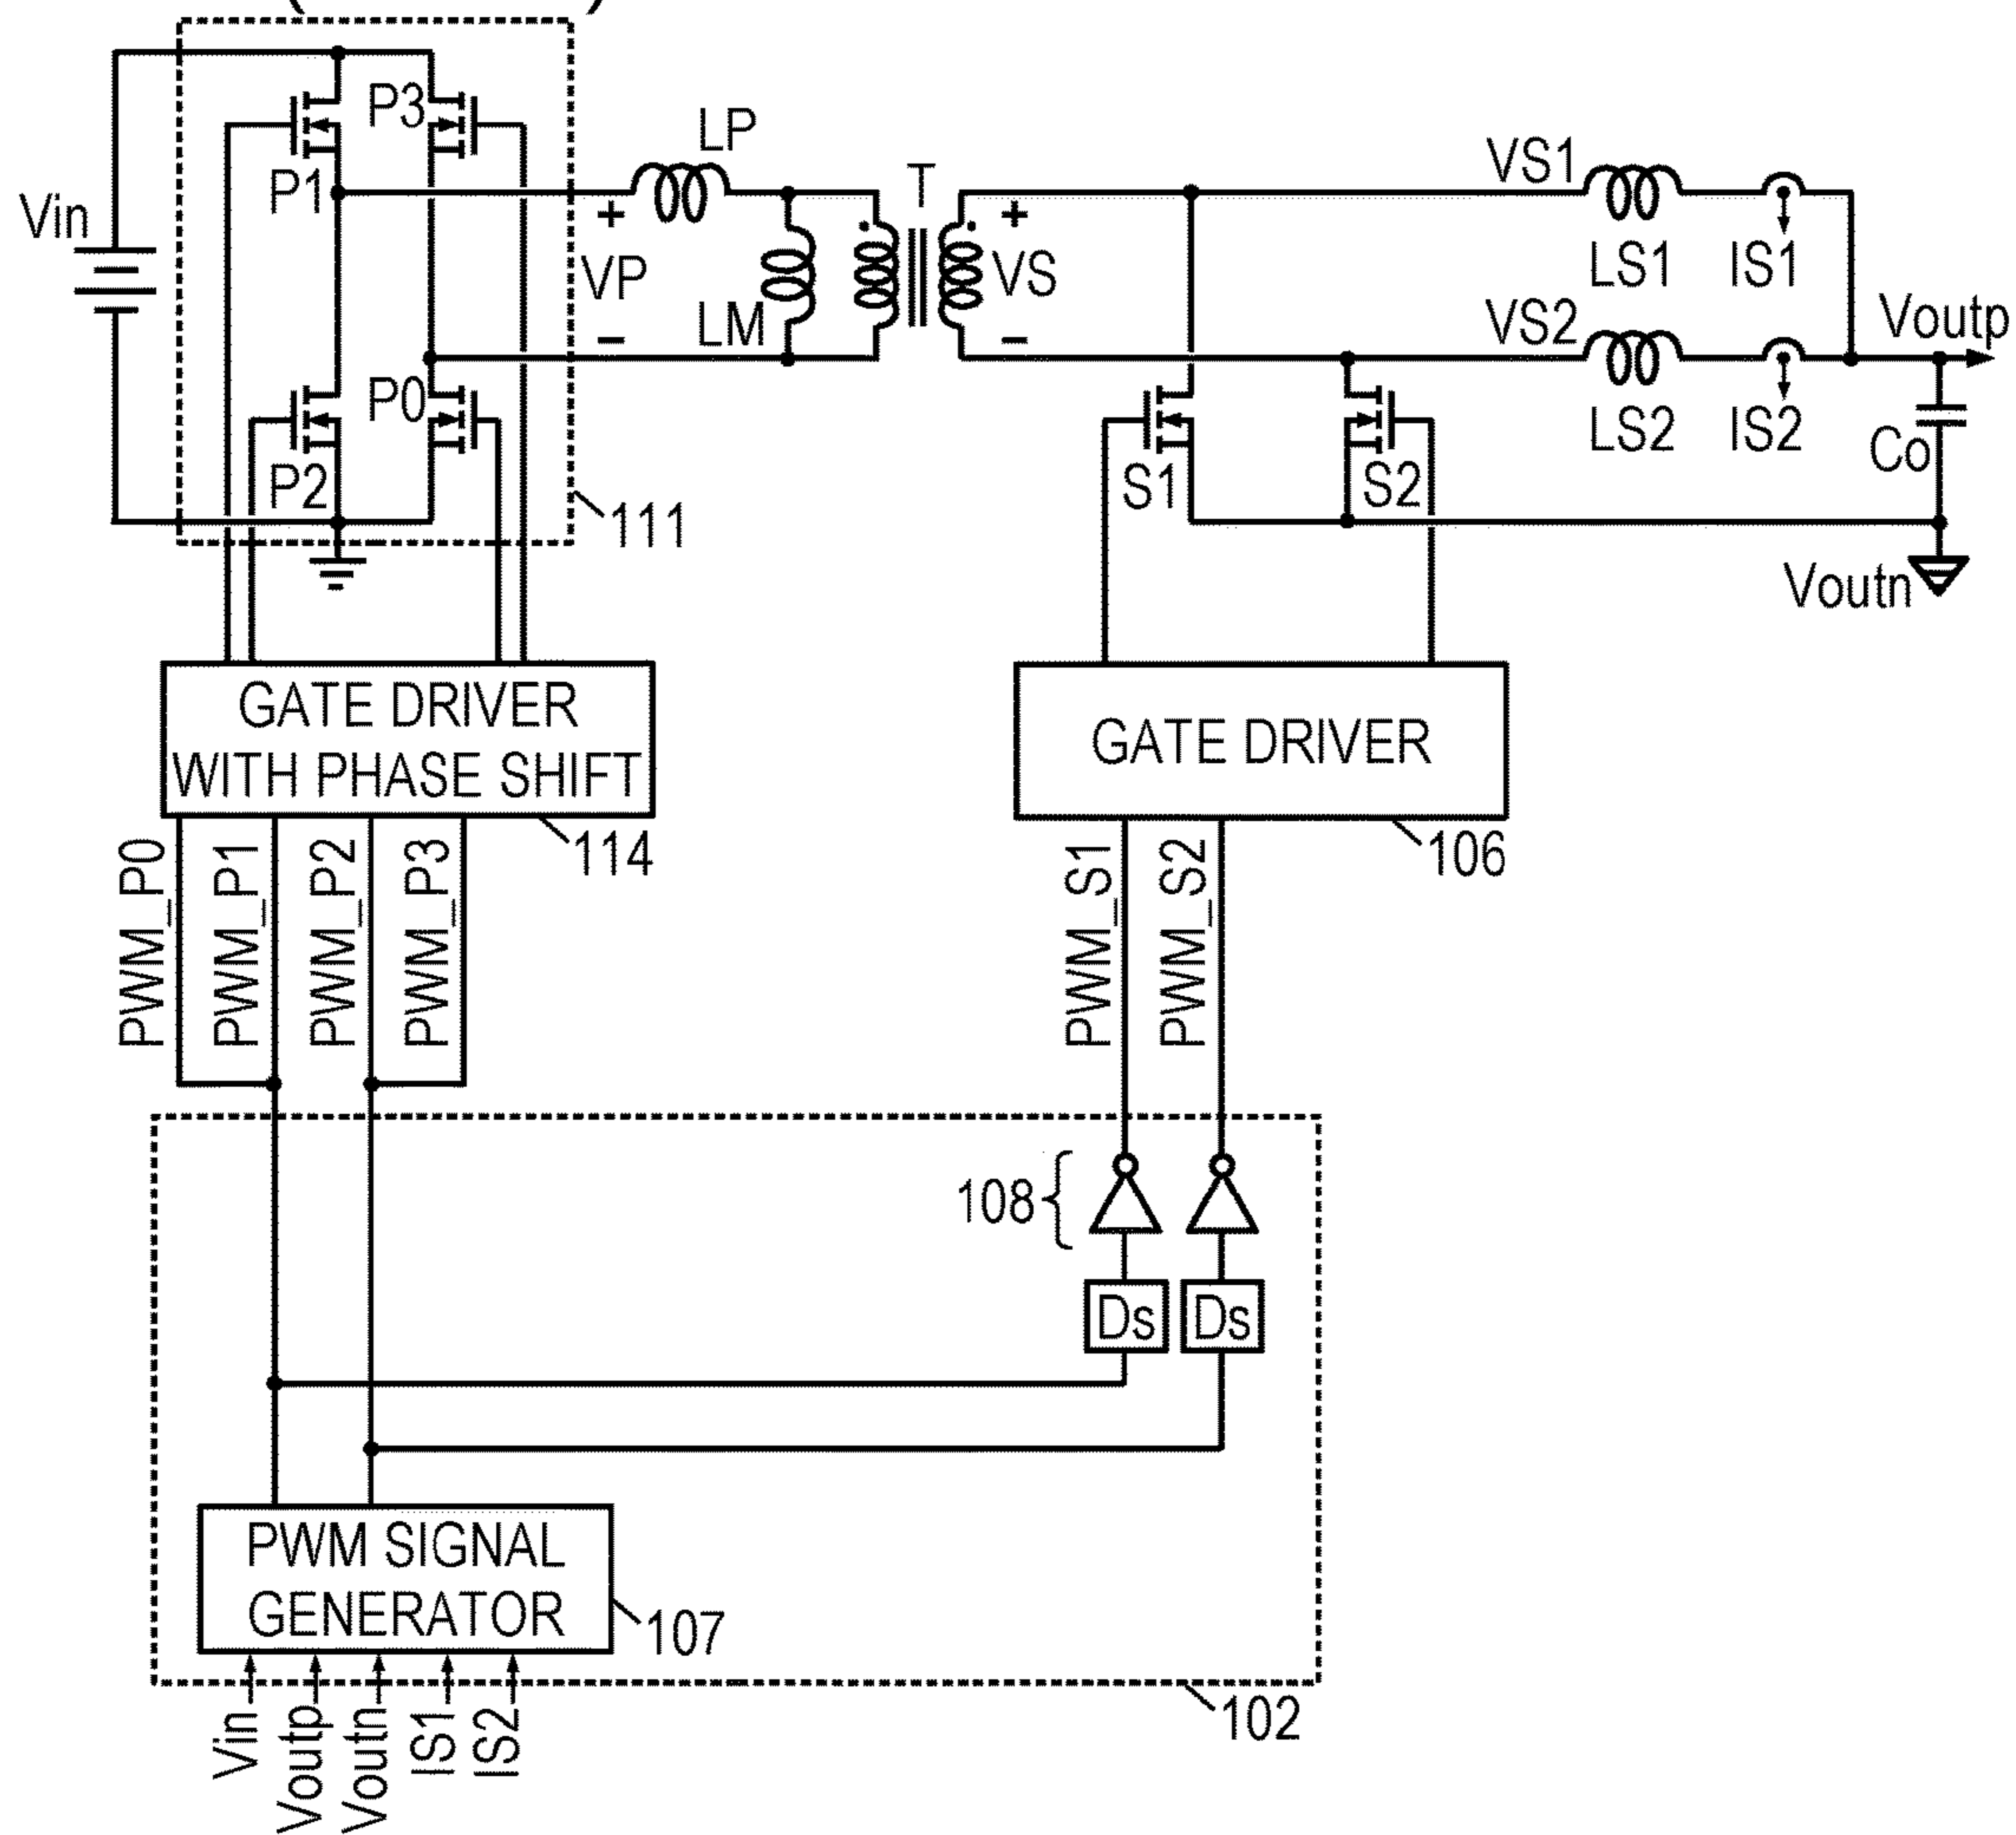 P3
LP
P1
T
VS1
Vin
+
+
VP
VS
LS1
IS1
LM
VS2
Voutp
−
−
P0
LS2
IS2
Co
P2
S1
S2
111
Voutn
GATE DRIVER
WITH PHASE SHIFT
GATE DRIVER
114
106
PWM_P0
PWM_P1
PWM_P2
PWM_P3
PWM_S1
PWM_S2
108
Ds
Ds
PWM SIGNAL
GENERATOR
107
102
Vin
Voutp
Voutn
IS1
IS2